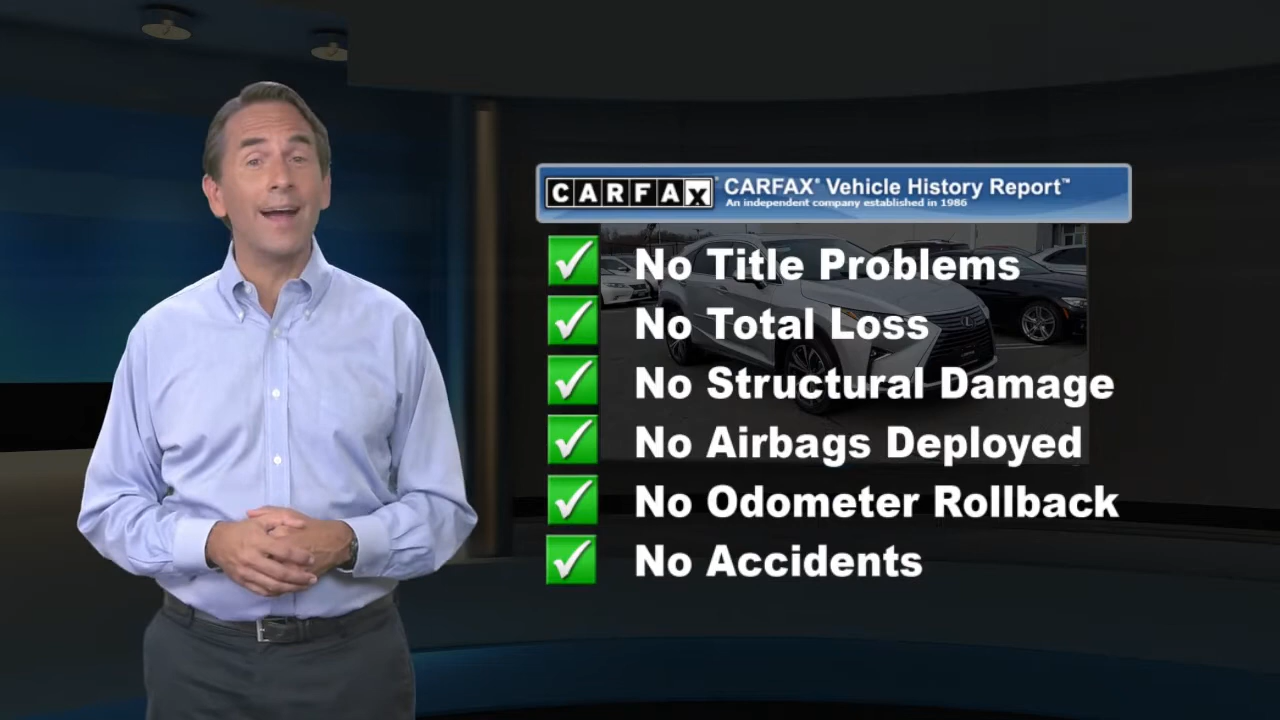 CARFAX® CARFAX® Vehicle History Report™
An independent company established in 1986
No Title Problems
No Total Loss
No Structural Damage
No Airbags Deployed
No Odometer Rollback
No Accidents